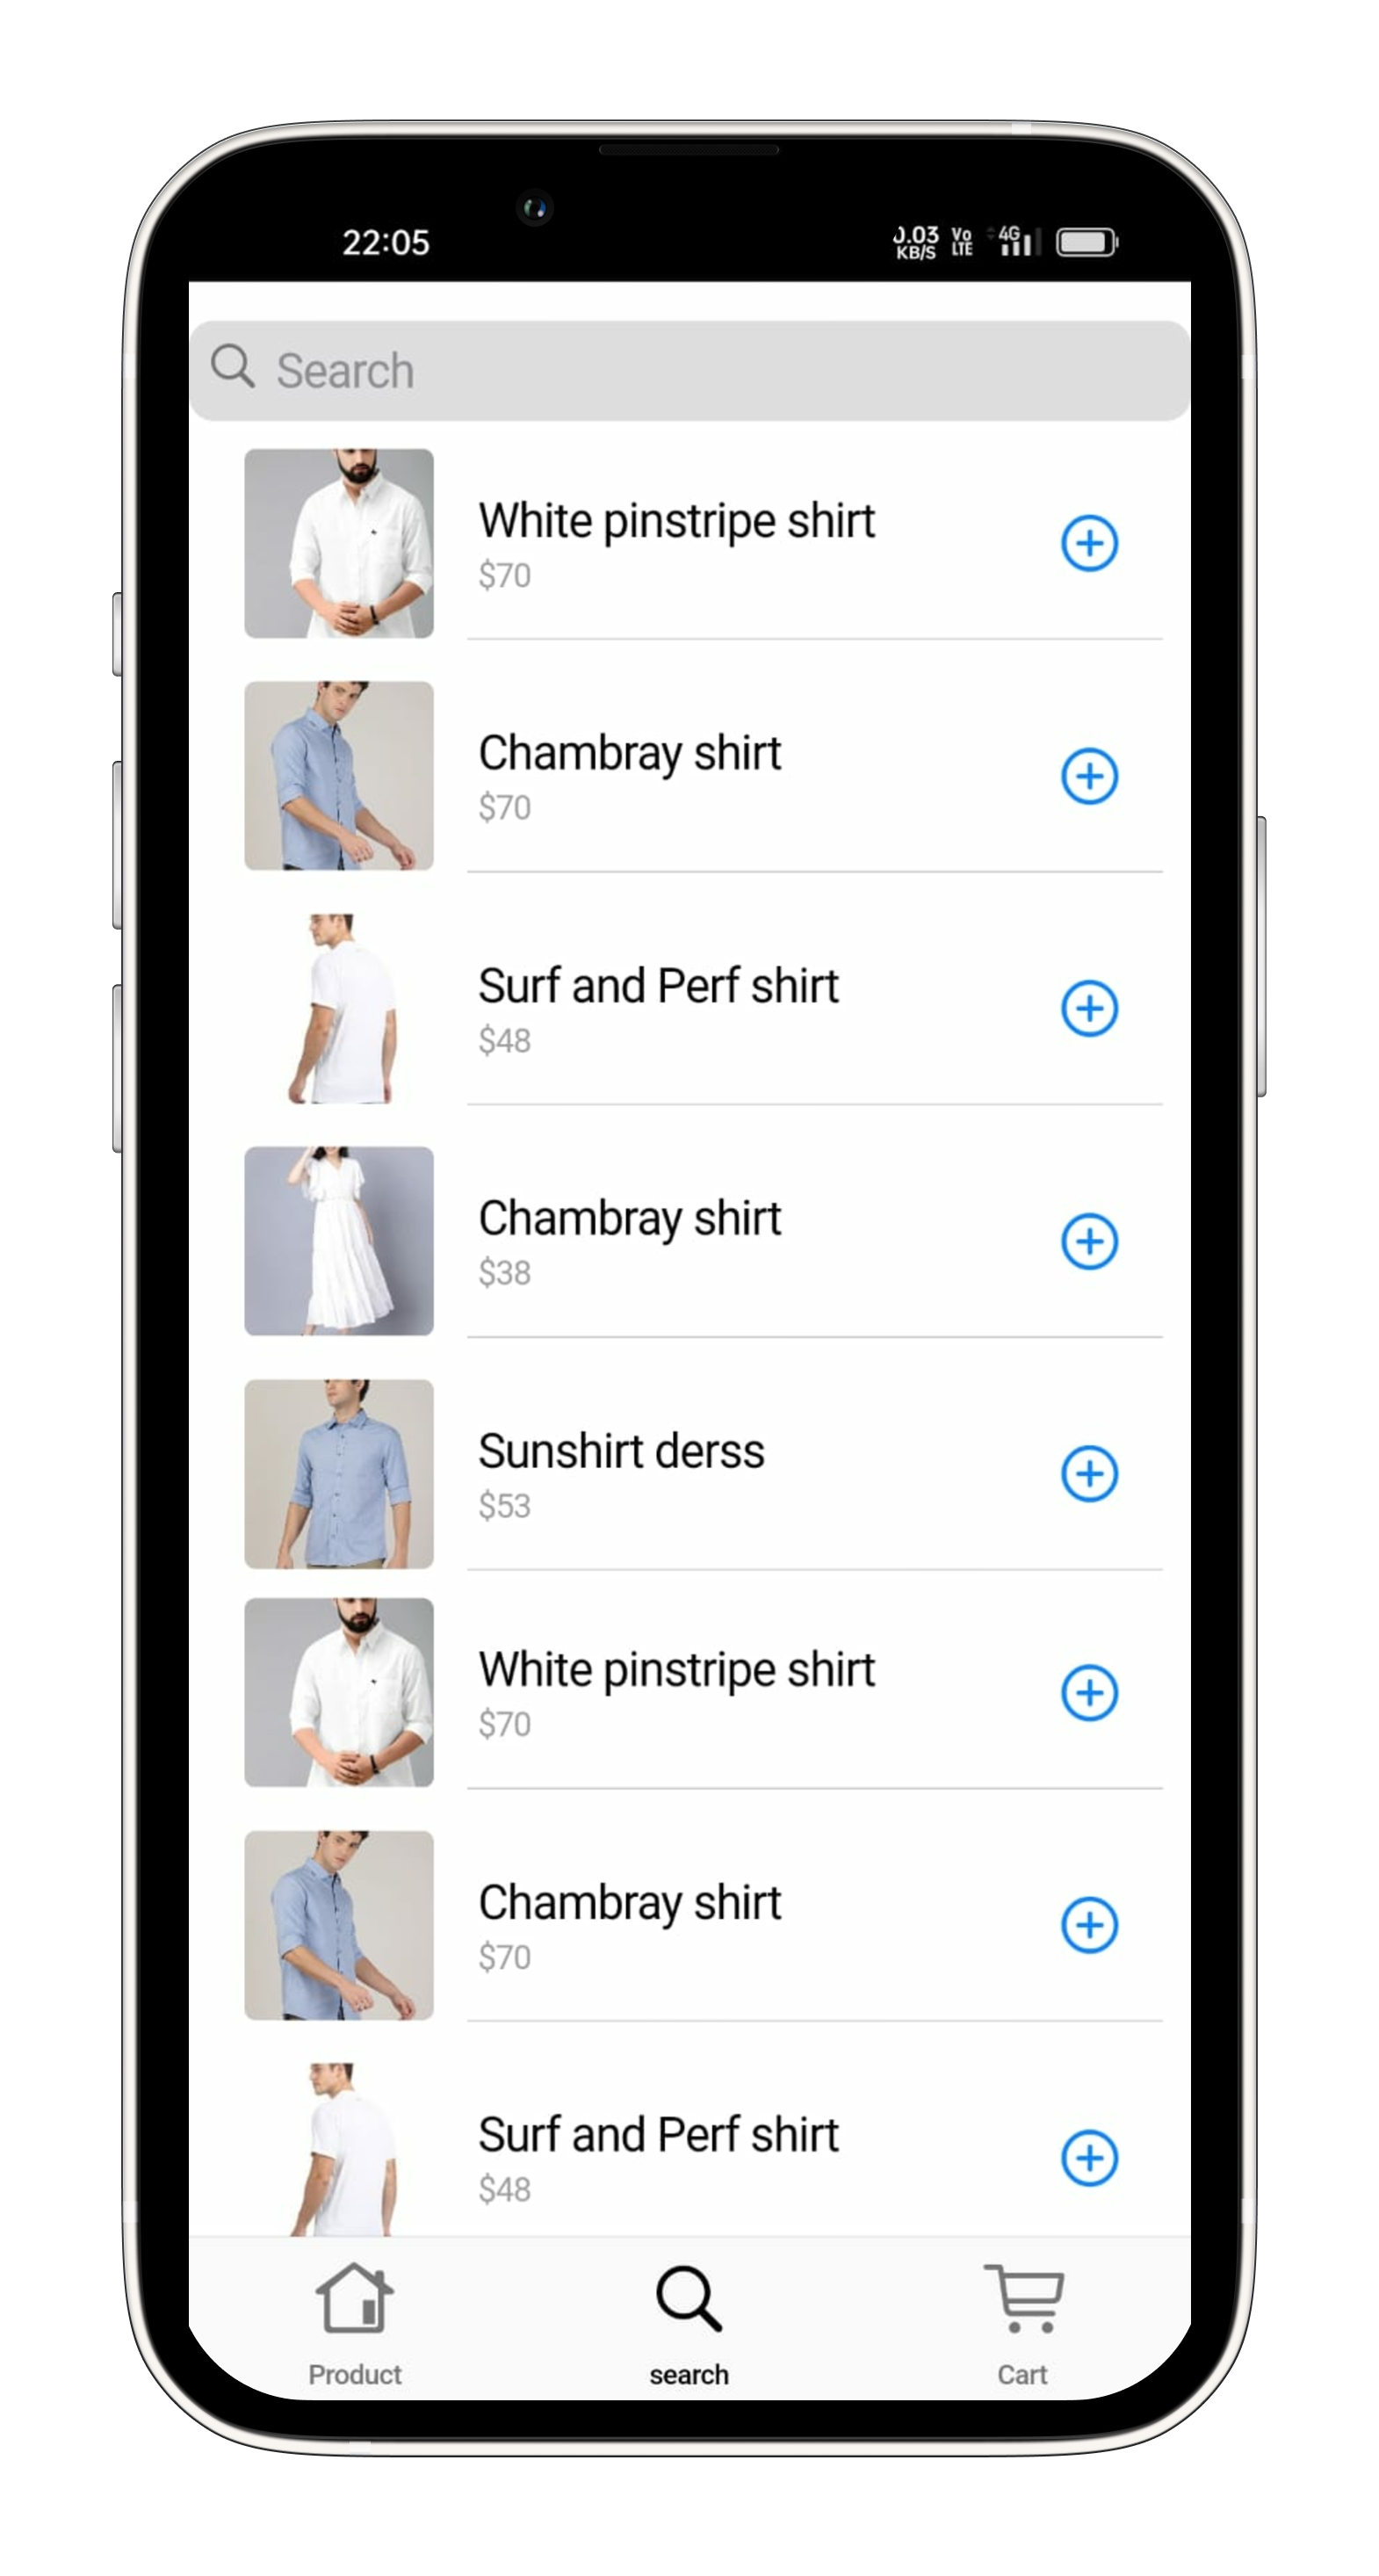 22:05
0.03
KB/S
Vo
LTE
4G
Search
White pinstripe shirt
$70
Chambray shirt
$70
Surf and Perf shirt
$48
Chambray shirt
$38
Sunshirt derss
$53
White pinstripe shirt
$70
Chambray shirt
$70
Surf and Perf shirt
$48
Product
search
Cart